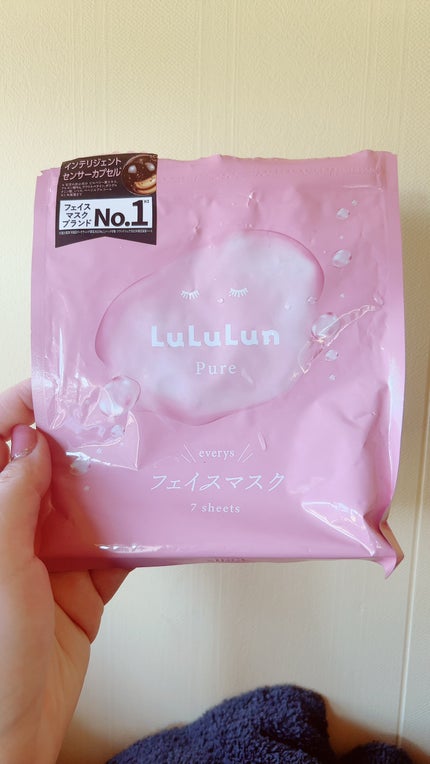 インテリジェント
センサーカプセル
フェイス
マスク
ブランド
No.1
LuLuLun
Pure
everys
フェイスマスク
7 sheets